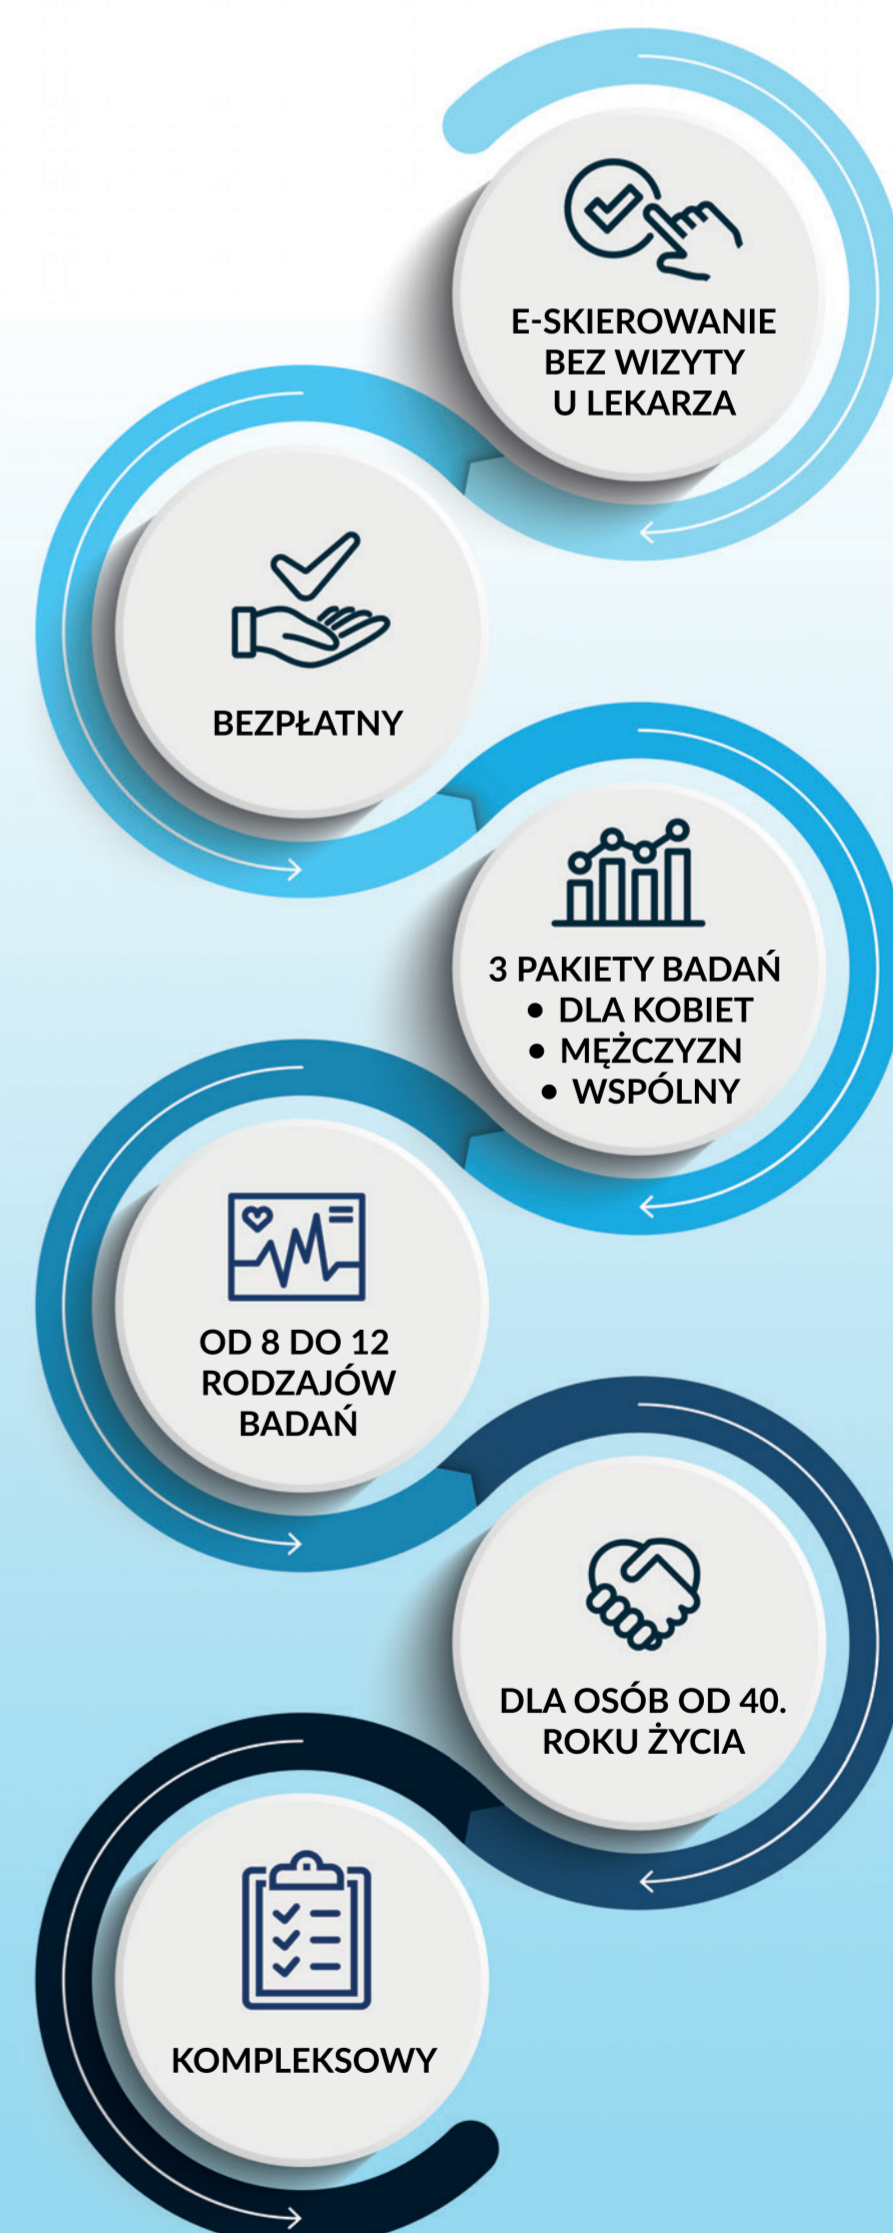 E-SKIEROWANIE
BEZ WIZYTY
U LEKARZA
BEZPŁATNY
3 PAKIETY BADAŃ
• DLA KOBIET
• MĘŻCZYZN
• WSPÓLNY
OD 8 DO 12
RODZAJÓW
BADAŃ
DLA OSÓB OD 40.
ROKU ŻYCIA
KOMPLEKSOWY